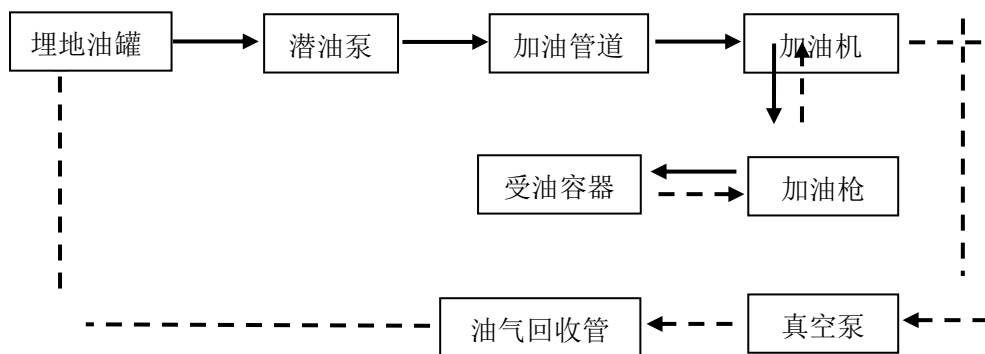 埋地油罐
潜油泵
加油管道
加油机
受油容器
加油枪
油气回收管
真空泵